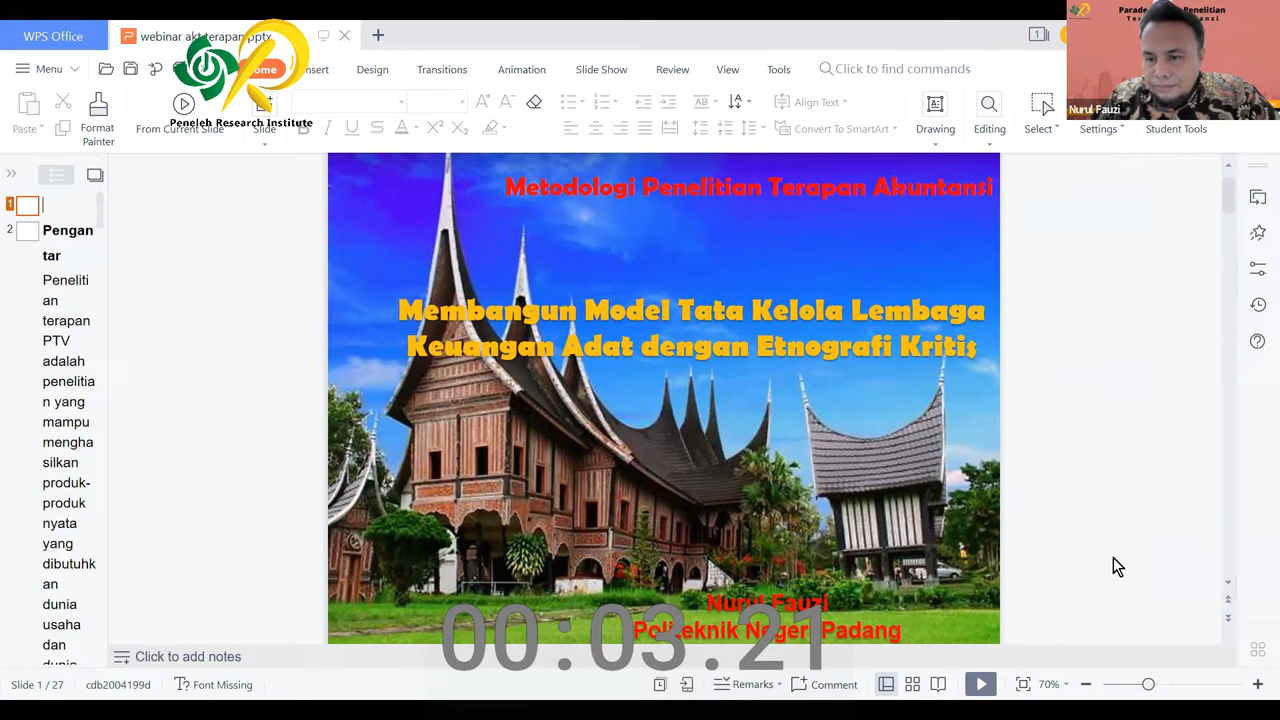 WPS Office
webinar akt terapan.pptx
Menu
Home
Insert
Design
Transitions
Animation
Slide Show
Review
View
Tools
Click to find commands
Parade
Penelitian
Nurul Fauzi
Peneleh Research Institute
Paste
Format
Painter
From Current Slide
Slide
Align Text
Convert To SmartArt
Drawing
Editing
Select
Settings
Student Tools
1
2
Pengan
tar
Peneliti
an
terapan
PTV
adalah
penelitia
n yang
mampu
mengha
silkan
produk-
produk
nyata
yang
dibutuhk
an
dunia
usaha
dan
Metodologi Penelitian Terapan Akuntansi
Membangun Model Tata Kelola Lembaga
Keuangan Adat dengan Etnografi Kritis
Nurul Fauzi
Politeknik Negeri Padang
00:03.21
Click to add notes
Slide 1 / 27
cdb2004199d
Font Missing
Remarks
Comment
70%